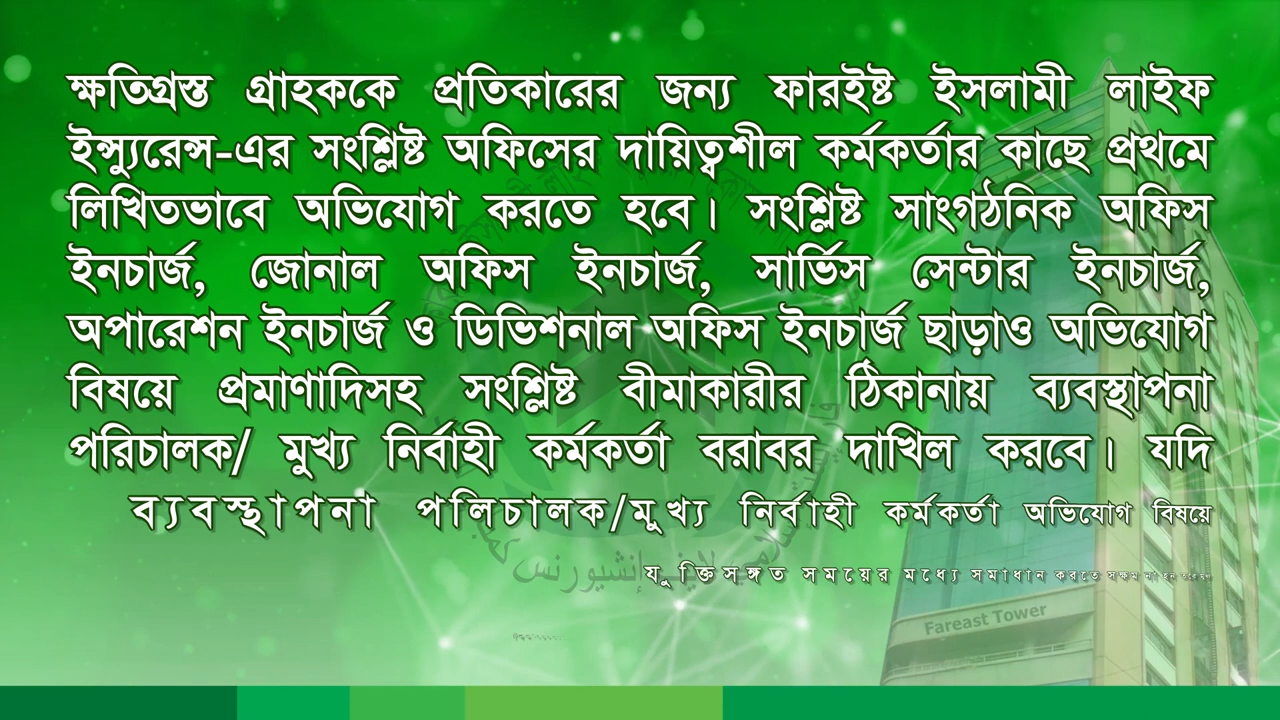 ক্ষতিগ্রস্ত গ্রাহককে প্রতিকারের জন্য ফারইষ্ট ইসলামী লাইফ
ইন্স্যুরেন্স-এর সংশ্লিষ্ট অফিসের দায়িত্বশীল কর্মকর্তার কাছে প্রথমে
লিখিতভাবে অভিযোগ করতে হবে। সংশ্লিষ্ট সাংগঠনিক অফিস
ইনচার্জ, জোনাল অফিস ইনচার্জ, সার্ভিস সেন্টার ইনচার্জ,
অপারেশন ইনচার্জ ও ডিভিশনাল অফিস ইনচার্জ ছাড়াও অভিযোগ
বিষয়ে প্রমাণাদিসহ সংশ্লিষ্ট বীমাকারীর ঠিকানায় ব্যবস্থাপনা
পরিচালক/ মুখ্য নির্বাহী কর্মকর্তা বরাবর দাখিল করবে। যদি
ব্যবস্থাপনা পলিচালক/মুখ্য নির্বাহী কর্মকর্তা অভিযোগ বিষয়ে
যুক্তিসঙ্গত সময়ের মধ্যে সমাধান করতে সক্ষম না হন
Fareast Tower